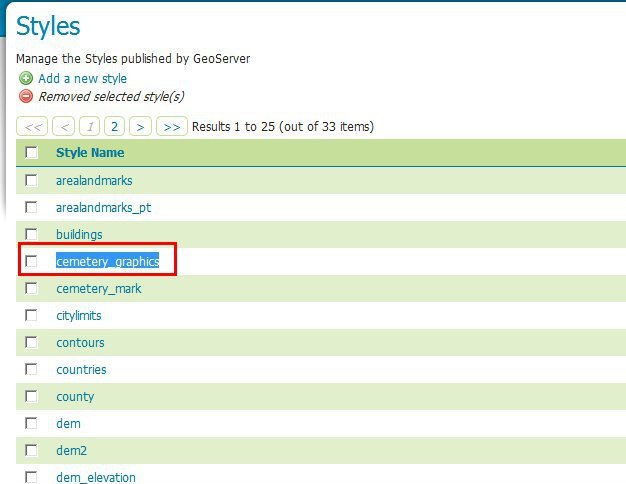 Styles
Manage the Styles published by GeoServer
Add a new style
Removed selected style(s)
<< < 1 2 > >> Results 1 to 25 (out of 33 items)
Style Name
arealandmarks
arealandmarks_pt
buildings
cemetery_graphics
cemetery_mark
citylimits
contours
countries
county
dem
dem2
dem_elevation